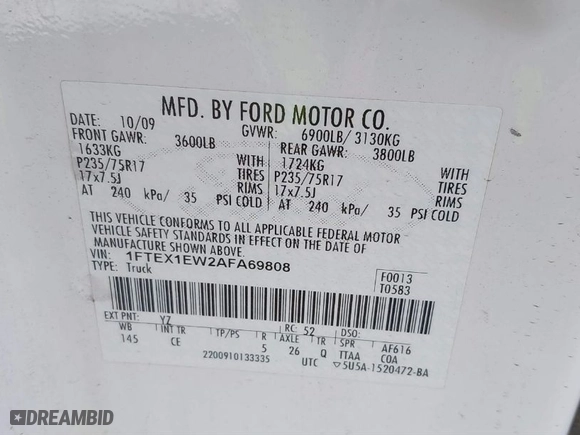 MFD. BY FORD MOTOR CO.
DATE: 10/09 GVWR: 6900LB/ 3130KG
FRONT GAWR: 3600LB REAR GAWR: 3800LB
1633KG WITH 1724KG WITH
P235/75R17 TIRES P235/75R17 TIRES
17x7.5J RIMS 17x7.5J RIMS
AT 240 kPa/ 35 PSI COLD AT 240 kPa/ 35 PSI COLD
THIS VEHICLE CONFORMS TO ALL APPLICABLE FEDERAL MOTOR
VEHICLE SAFETY STANDARDS IN EFFECT ON THE DATE OF
MANUFACTURE SHOWN ABOVE.
VIN: 1FTEX1EW2AFA69808 F0013
TYPE: Truck T0583
EXT PNT: YZ RC: 52 DSO:
WB INT TR TP/PS R AXLE TR SPR AF616
145 CE 5 26 Q TTAA COA
2200910133335 UTC ▽5U5A-1520472-BA
DREAMBID